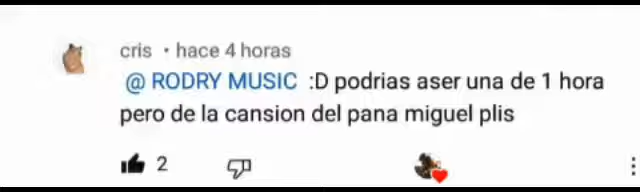 cris • hace 4 horas
@ RODRY MUSIC :D podrias aser una de 1 hora
pero de la cansion del pana miguel plis
2